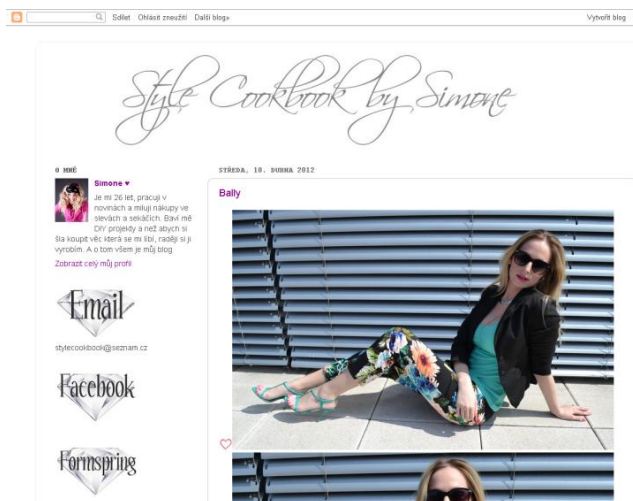 Sdílet Ohlásit zneužití Další blog»
Vytvořit blog
Style Cookbook by Simone
O MNĚ
Simone ♥
Je mi 26 let, pracuji v
novinách a miluji nákupy ve
slevách a sekáčích. Baví mě
DIY projekty a než abych si
šla koupit věc která se mi líbí, raději si ji
vyrobím. A o tom všem je můj blog
Zobrazit celý můj profil
Email
stylecookbook@seznam.cz
Facebook
Formspring
STŘEDA, 18. DUBNA 2012
Bally